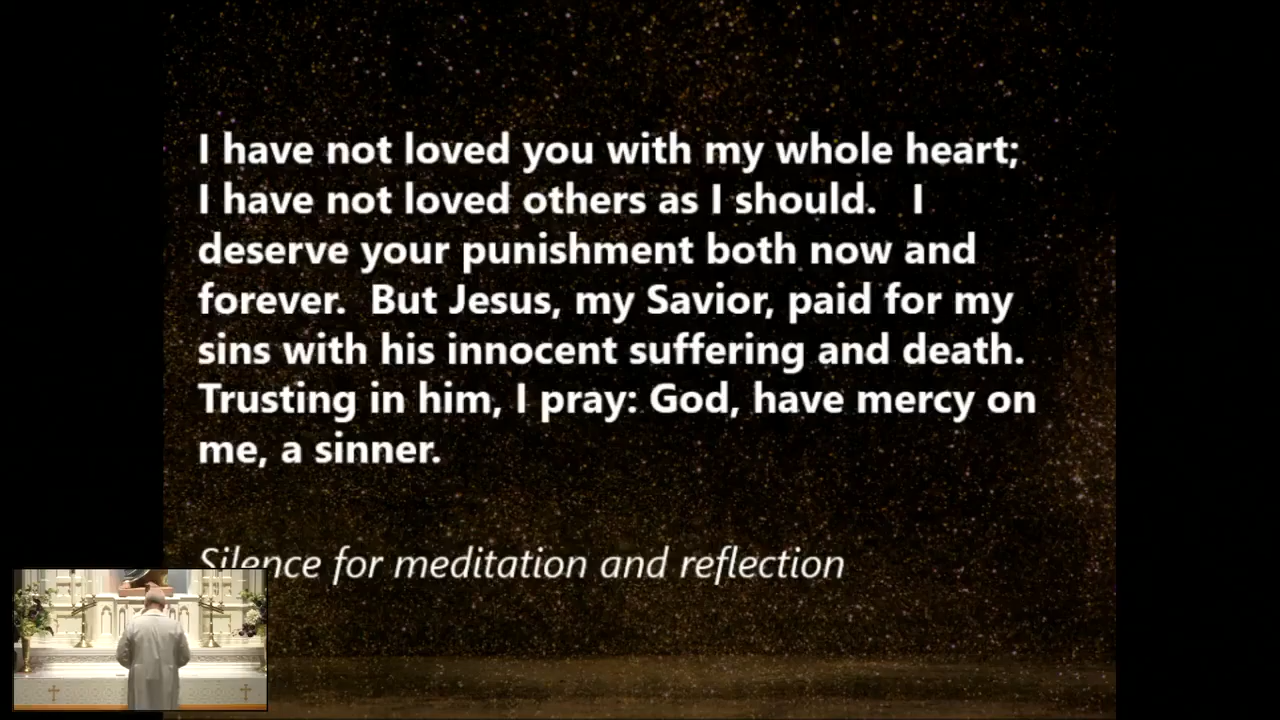 I have not loved you with my whole heart;
I have not loved others as I should.   I
deserve your punishment both now and
forever.  But Jesus, my Savior, paid for my
sins with his innocent suffering and death.
Trusting in him, I pray: God, have mercy on
me, a sinner.
Silence for meditation and reflection